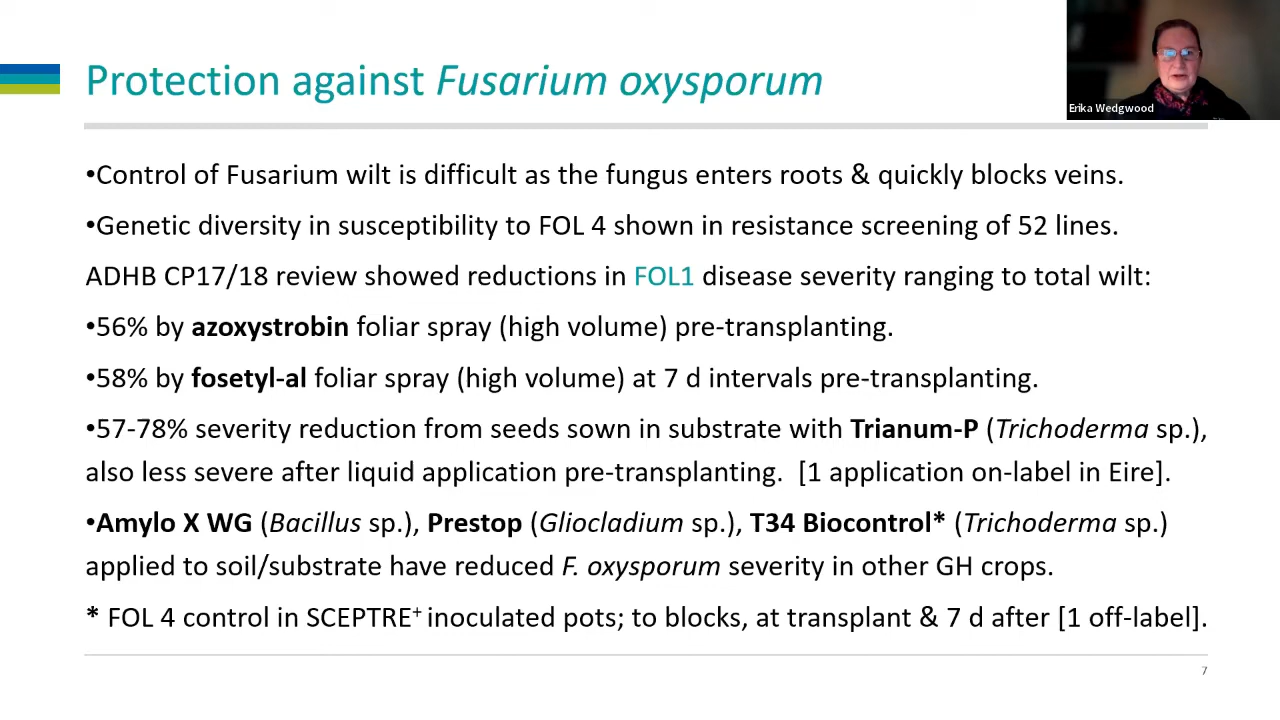 Protection against Fusarium oxysporum
Erika Wedgwood
•Control of Fusarium wilt is difficult as the fungus enters roots & quickly blocks veins.
•Genetic diversity in susceptibility to FOL 4 shown in resistance screening of 52 lines.
ADHB CP17/18 review showed reductions in FOL1 disease severity ranging to total wilt:
•56% by azoxystrobin foliar spray (high volume) pre-transplanting.
•58% by fosetyl-al foliar spray (high volume) at 7 d intervals pre-transplanting.
•57-78% severity reduction from seeds sown in substrate with Trianum-P (Trichoderma sp.),
also less severe after liquid application pre-transplanting. [1 application on-label in Eire].
•Amylo X WG (Bacillus sp.), Prestop (Gliocladium sp.), T34 Biocontrol* (Trichoderma sp.)
applied to soil/substrate have reduced F. oxysporum severity in other GH crops.
* FOL 4 control in SCEPTRE+ inoculated pots; to blocks, at transplant & 7 d after [1 off-label].
7